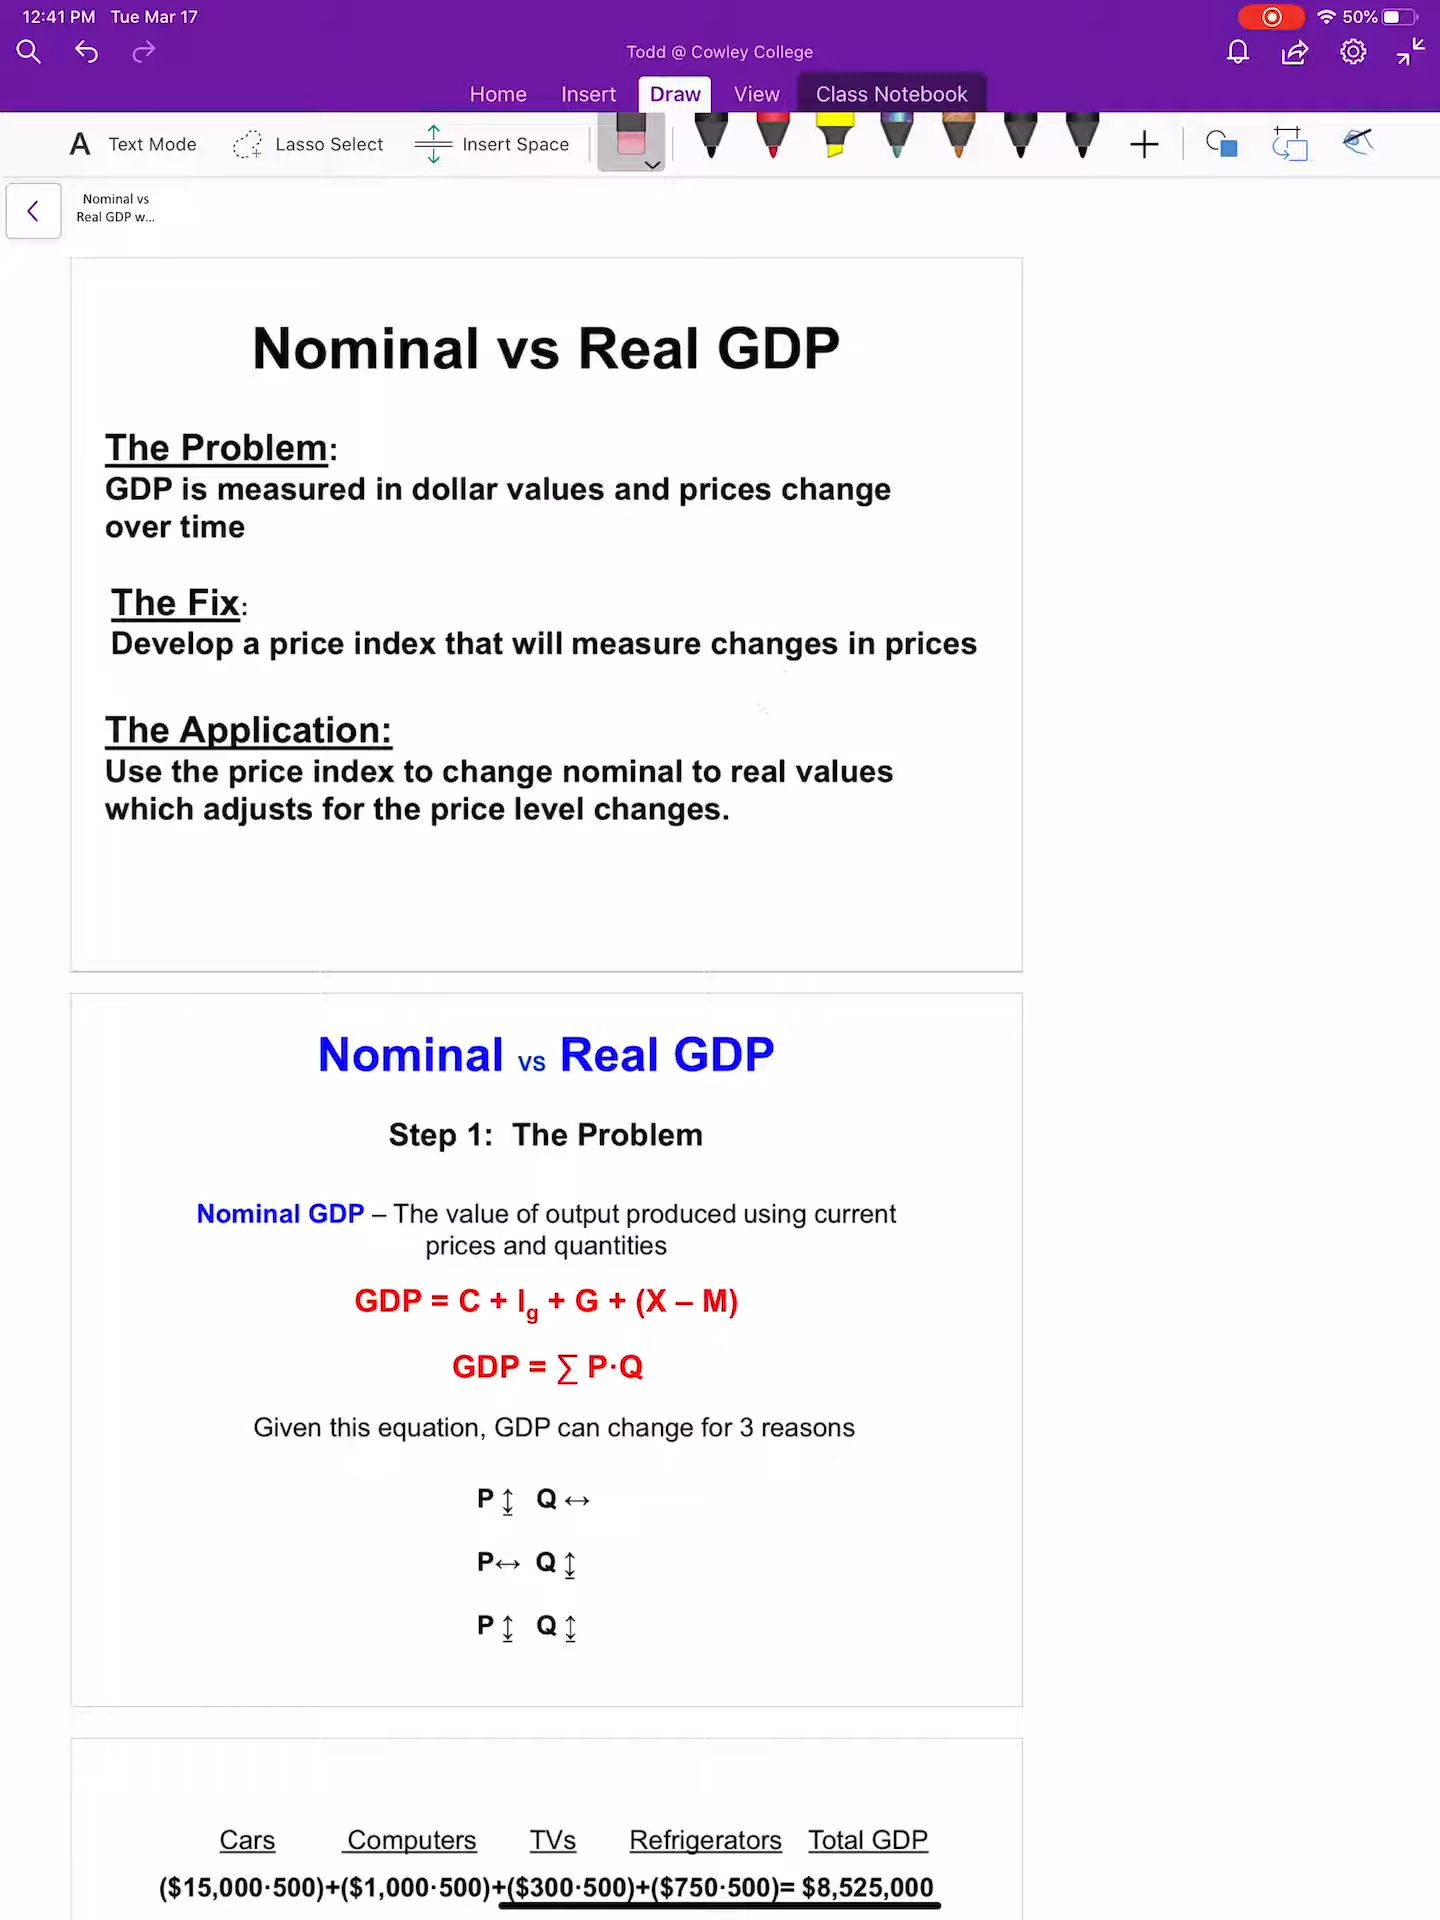 12:41 PM Tue Mar 17
50%
Todd @ Cowley College
Home Insert Draw View Class Notebook
A Text Mode Lasso Select Insert Space
Nominal vs
Real GDP w...
Nominal vs Real GDP
The Problem:
GDP is measured in dollar values and prices change
over time
The Fix:
Develop a price index that will measure changes in prices
The Application:
Use the price index to change nominal to real values
which adjusts for the price level changes.
Nominal vs Real GDP
Step 1: The Problem
Nominal GDP – The value of output produced using current
prices and quantities
GDP = C + Ig + G + (X – M)
GDP = ∑ P·Q
Given this equation, GDP can change for 3 reasons
P↨ Q↔
P↔ Q↨
P↨ Q↨
Cars Computers TVs Refrigerators Total GDP
($15,000·500)+($1,000·500)+($300·500)+($750·500)= $8,525,000